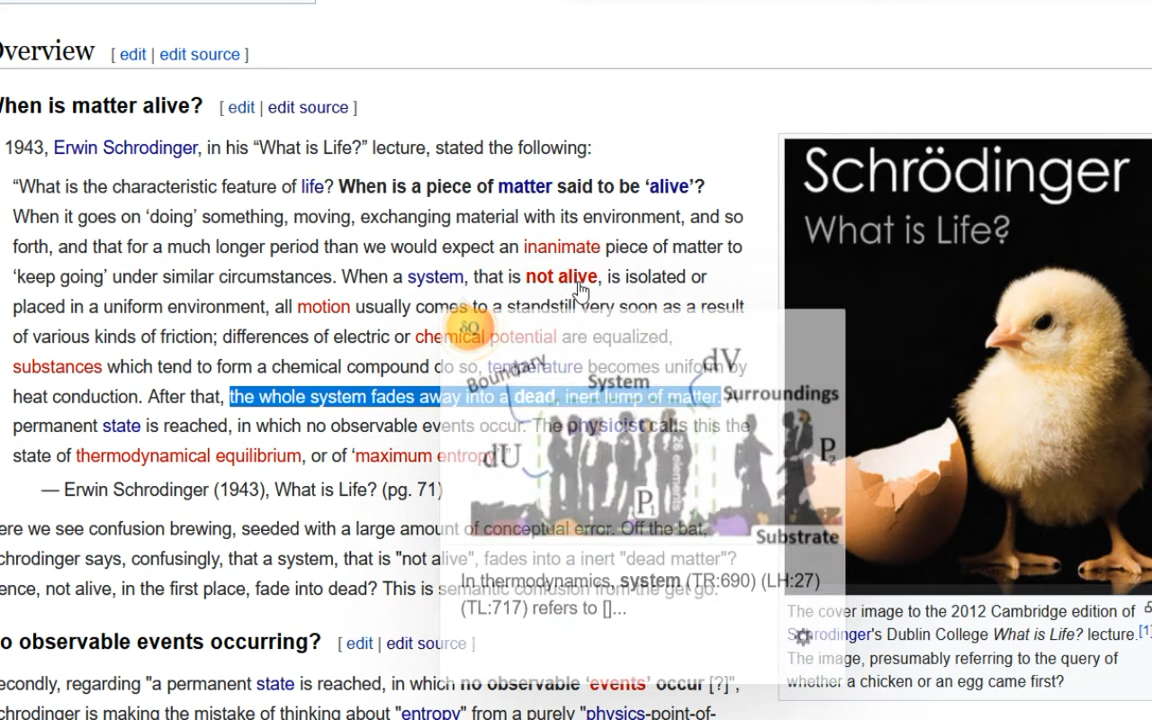 Overview [ edit | edit source ]
When is matter alive? [ edit | edit source ]
1943, Erwin Schrodinger, in his “What is Life?” lecture, stated the following:
“What is the characteristic feature of life? When is a piece of matter said to be ‘alive’?
When it goes on ‘doing’ something, moving, exchanging material with its environment, and so
forth, and that for a much longer period than we would expect an inanimate piece of matter to
‘keep going’ under similar circumstances. When a system, that is not alive, is isolated or
placed in a uniform environment, all motion usually comes to a standstill very soon as a result
of various kinds of friction; differences of electric or chemical potential are equalized,
substances which tend to form a chemical compound do so, temperature becomes uniform by
heat conduction. After that, the whole system fades away into a dead, inert lump of matter. A
permanent state is reached, in which no observable events occur. The physicist calls this the
state of thermodynamical equilibrium, or of ‘maximum entropy
— Erwin Schrodinger (1943), What is Life? (pg. 71)
ere we see confusion brewing, seeded with a large amount of conceptual error. Off the bat,
chrodinger says, confusingly, that a system, that is "not alive", fades into a inert "dead matter"?
ence, not alive, in the first place, fade into dead? This is semantic confusion from the get go.
o observable events occurring? [ edit | edit source ]
econdly, regarding "a permanent state is reached, in which no observable ‘events’ occur [?]",
chrodinger is making the mistake of thinking about "entropy" from a purely "physics-point-of-
δQ
Boundary
System
dV
Surroundings
dU
26 elements
P₁
P₂
Substrate
In thermodynamics, system (TR:690) (LH:27)
(TL:717) refers to []...
Schrödinger
What is Life?
The cover image to the 2012 Cambridge edition of
Schrodinger's Dublin College What is Life? lecture.[1]
The image, presumably referring to the query of
whether a chicken or an egg came first?